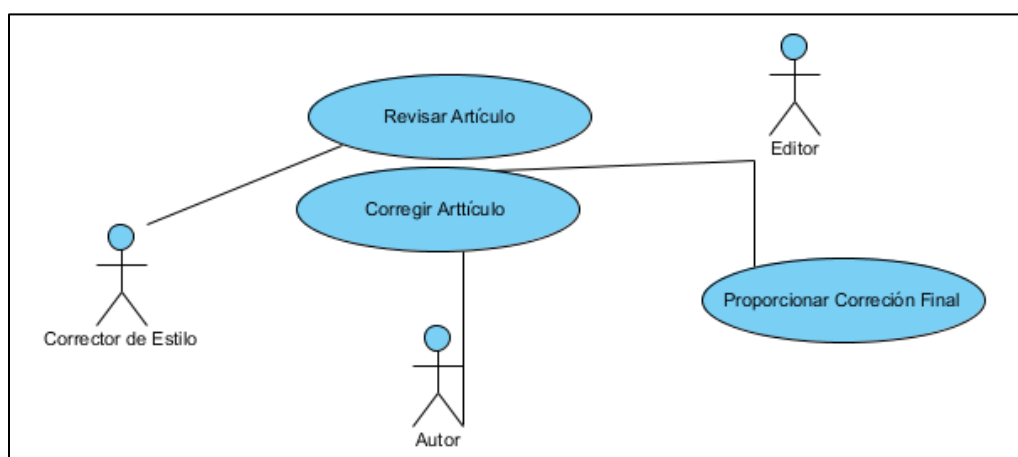 Revisar Artículo
Editor
Corregir Arttículo
Proporcionar Correción Final
Corrector de Estilo
Autor